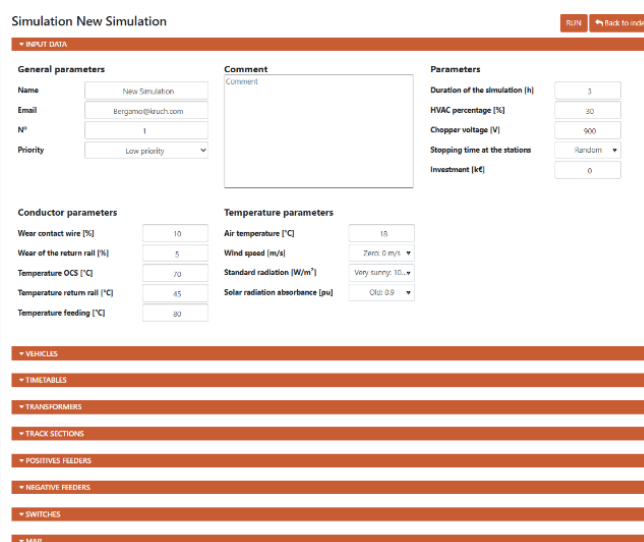 Simulation New Simulation
RUN
Back to
INPUT DATA
General parameters
Name
New Simulation
Email
Bergamo@kruch.com
N°
1
Priority
Low priority
Comment
Comment
Parameters
Duration of the simulation [h]
3
HVAC percentage [%]
30
Chopper voltage [V]
900
Stopping time at the stations
Random
Investment [k€]
0
Conductor parameters
Wear contact wire [%]
10
Wear of the return rail [%]
5
Temperature OCS [°C]
70
Temperature return rail [°C]
45
Temperature feeding [°C]
80
Temperature parameters
Air temperature [°C]
18
Wind speed [m/s]
Zero: 0 m/s
Standard radiation [W/m²]
Very sunny: 10...
Solar radiation absorbance [pu]
Old: 0.9
VEHICLES
TIMETABLES
TRANSFORMERS
TRACK SECTIONS
POSITIVES FEEDERS
NEGATIVE FEEDERS
SWITCHES
MAP